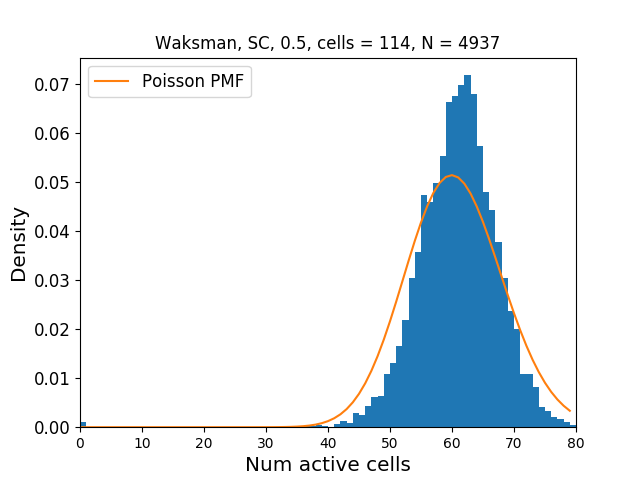 Waksman, SC, 0.5, cells = 114, N = 4937
Poisson PMF
Density
0.07
0.06
0.05
0.04
0.03
0.02
0.01
0.00
0 10 20 30 40 50 60 70 80
Num active cells